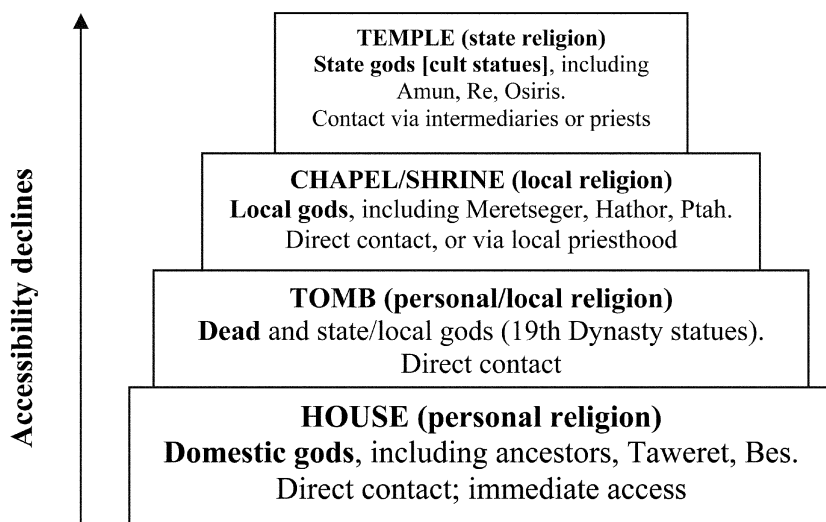 TEMPLE (state religion)
State gods [cult statues], including
Amun, Re, Osiris.
Contact via intermediaries or priests
CHAPEL/SHRINE (local religion)
Local gods, including Meretseger, Hathor, Ptah.
Direct contact, or via local priesthood
TOMB (personal/local religion)
Dead and state/local gods (19th Dynasty statues).
Direct contact
HOUSE (personal religion)
Domestic gods, including ancestors, Taweret, Bes.
Direct contact; immediate access
Accessibility declines